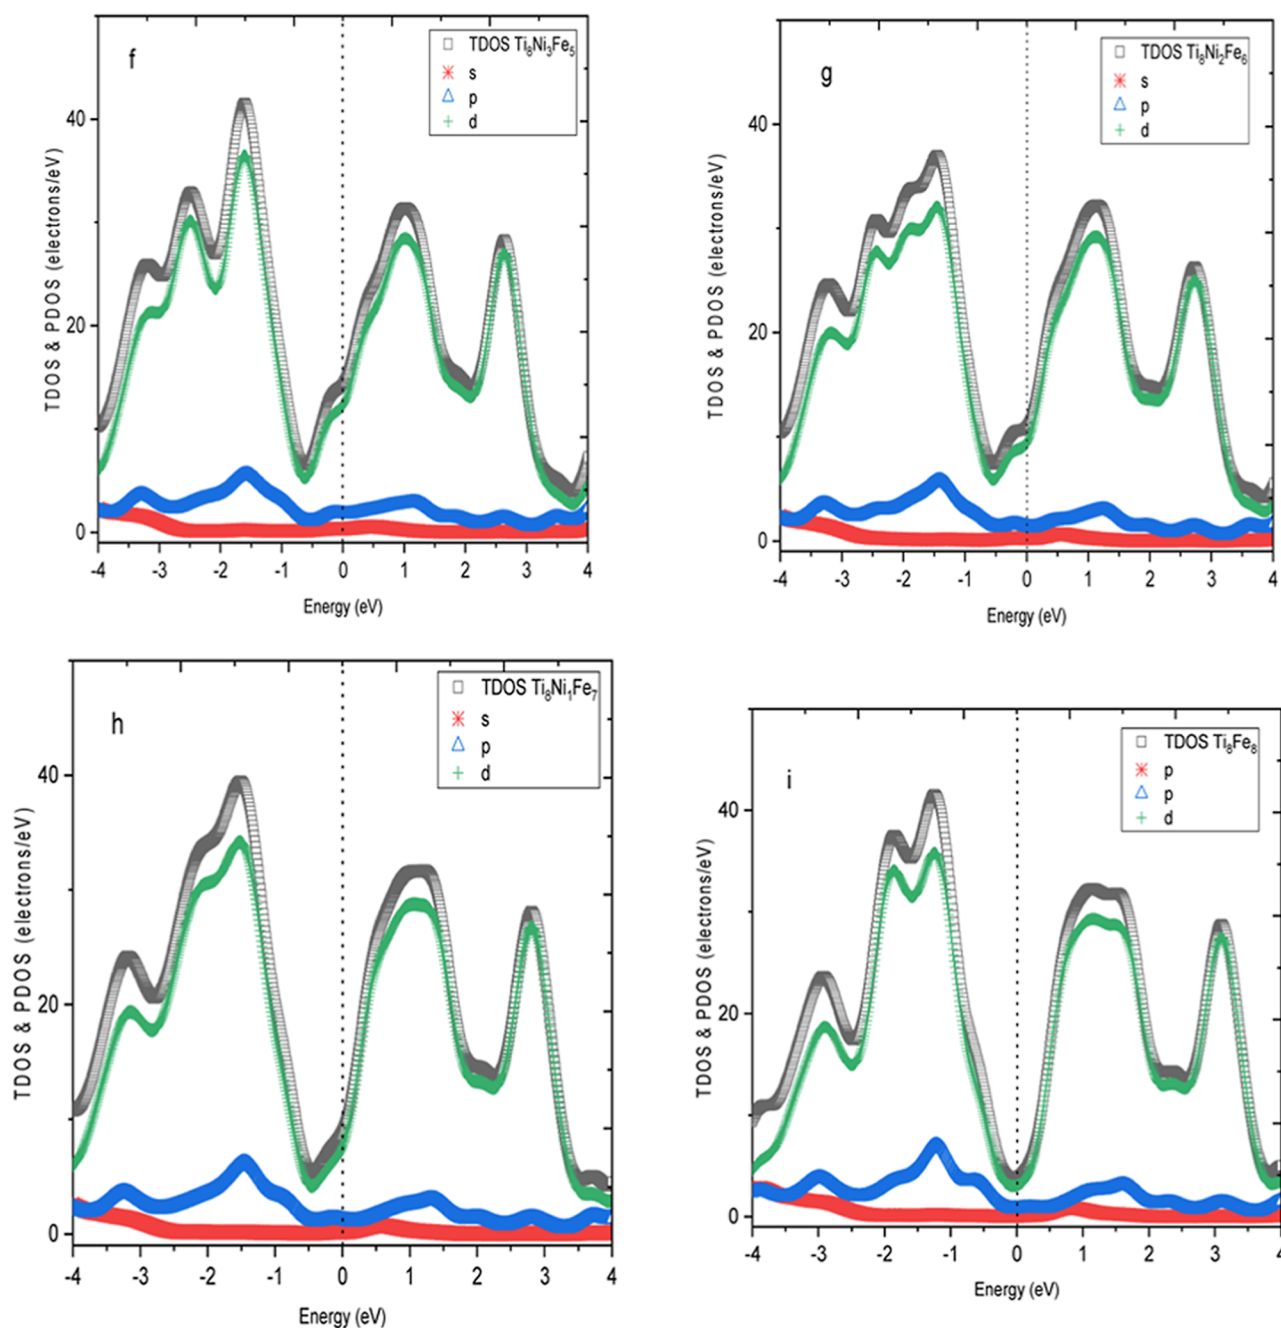 f
TDOS Ti8Ni3Fe5
s
p
d
TDOS & PDOS (electrons/eV)
40
20
0
-4 -3 -2 -1 0 1 2 3 4
Energy (eV)
g
TDOS Ti8Ni2Fe6
s
p
d
TDOS & PDOS (electrons/eV)
40
20
0
-4 -3 -2 -1 0 1 2 3 4
Energy (eV)
h
TDOS Ti8Ni1Fe7
s
p
d
TDOS & PDOS (electrons/eV)
40
20
0
-4 -3 -2 -1 0 1 2 3 4
Energy (eV)
i
TDOS Ti8Fe8
p
p
d
TDOS & PDOS (electrons/eV)
40
20
0
-4 -3 -2 -1 0 1 2 3 4
Energy (eV)